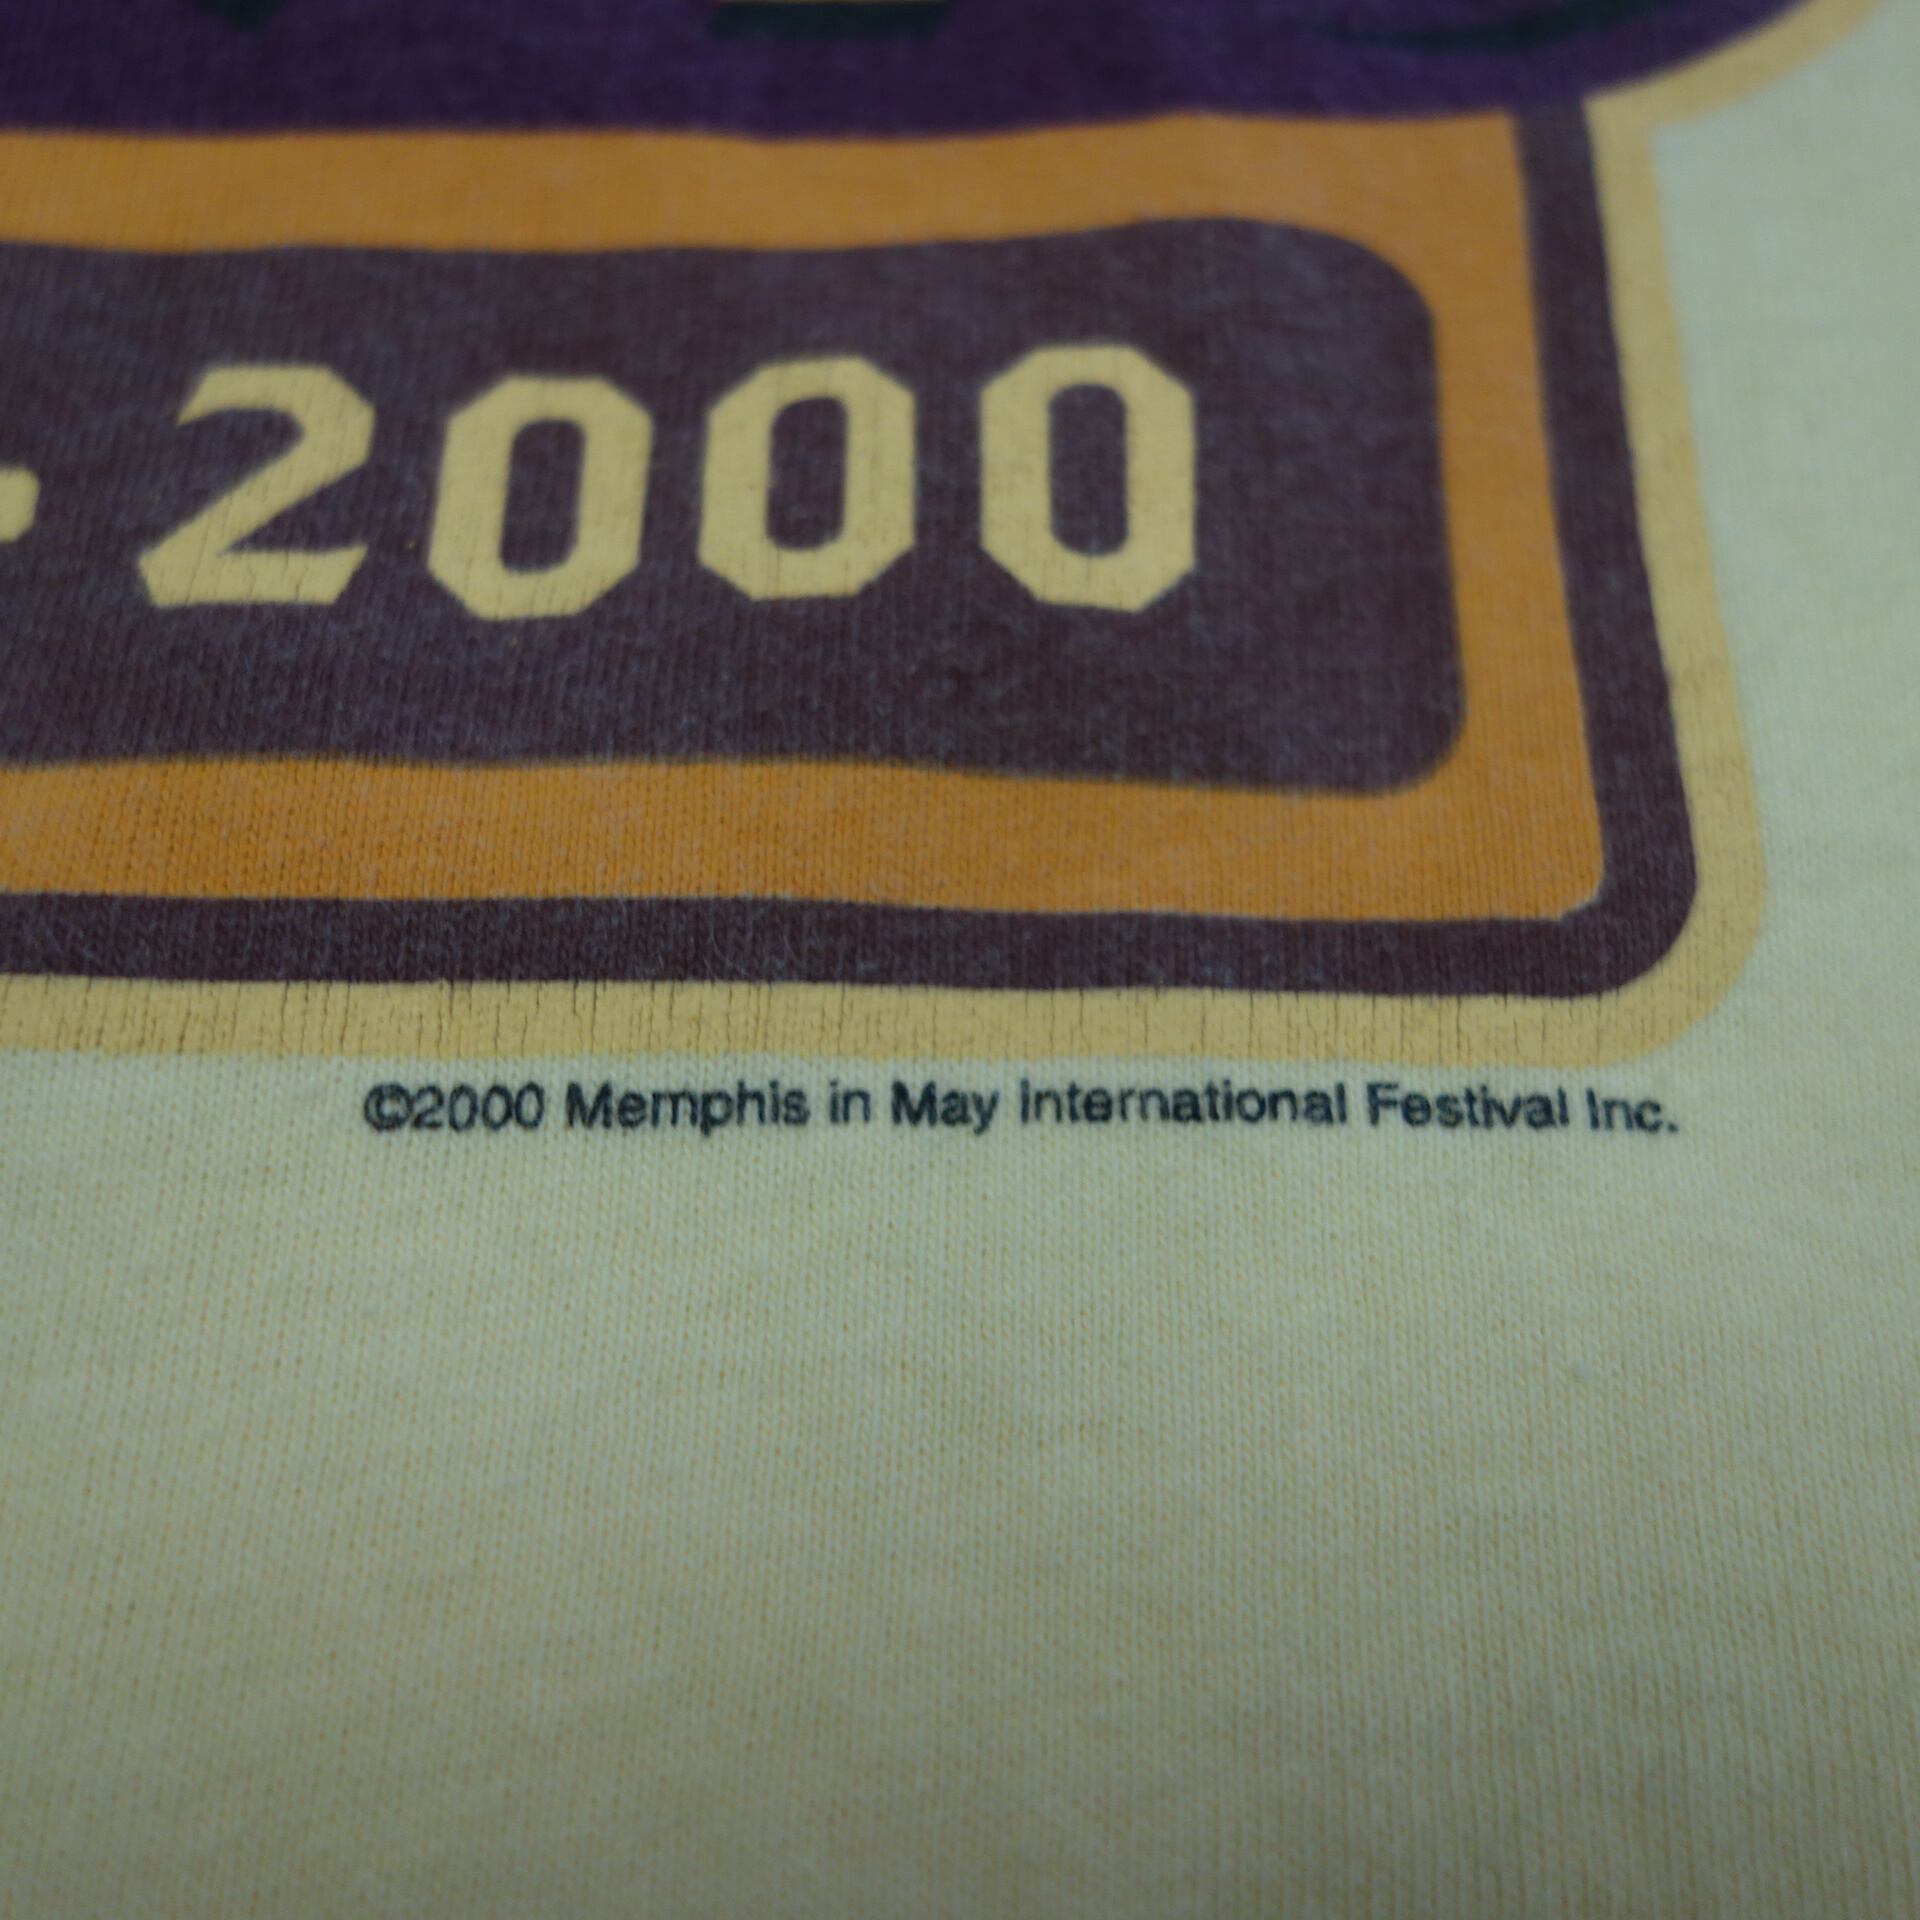 · 2000
©2000 Memphis in May International Festival Inc.